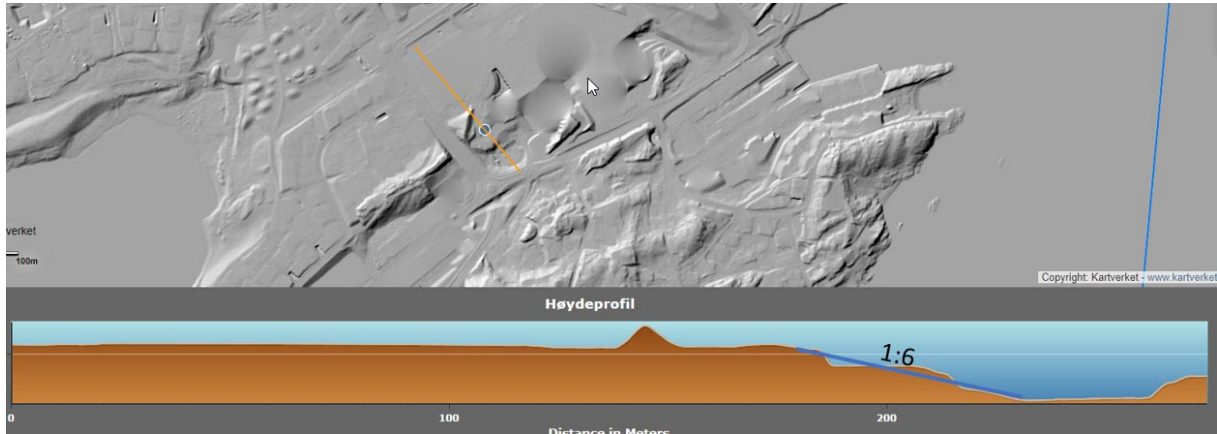 verket
100m
Copyright: Kartverket - www.kartverket
Høydeprofil
1:6
0 100 200
Distance in Meters